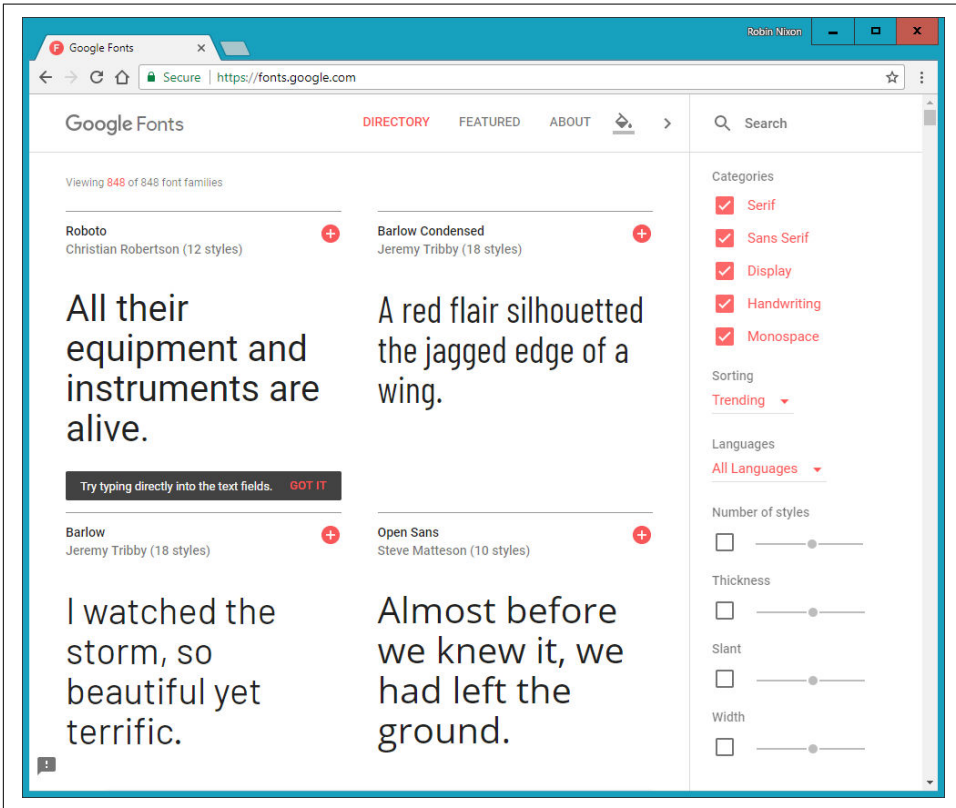 Robin Nixon
Google Fonts
Secure | https://fonts.google.com
Google Fonts
DIRECTORY FEATURED ABOUT
Search
Viewing 848 of 848 font families
Roboto
Christian Robertson (12 styles)
All their
equipment and
instruments are
alive.
Try typing directly into the text fields. GOT IT
Barlow Condensed
Jeremy Tribby (18 styles)
A red flair silhouetted
the jagged edge of a
wing.
Barlow
Jeremy Tribby (18 styles)
I watched the
storm, so
beautiful yet
terrific.
Open Sans
Steve Matteson (10 styles)
Almost before
we knew it, we
had left the
ground.
Categories
Serif
Sans Serif
Display
Handwriting
Monospace
Sorting
Trending
Languages
All Languages
Number of styles
Thickness
Slant
Width